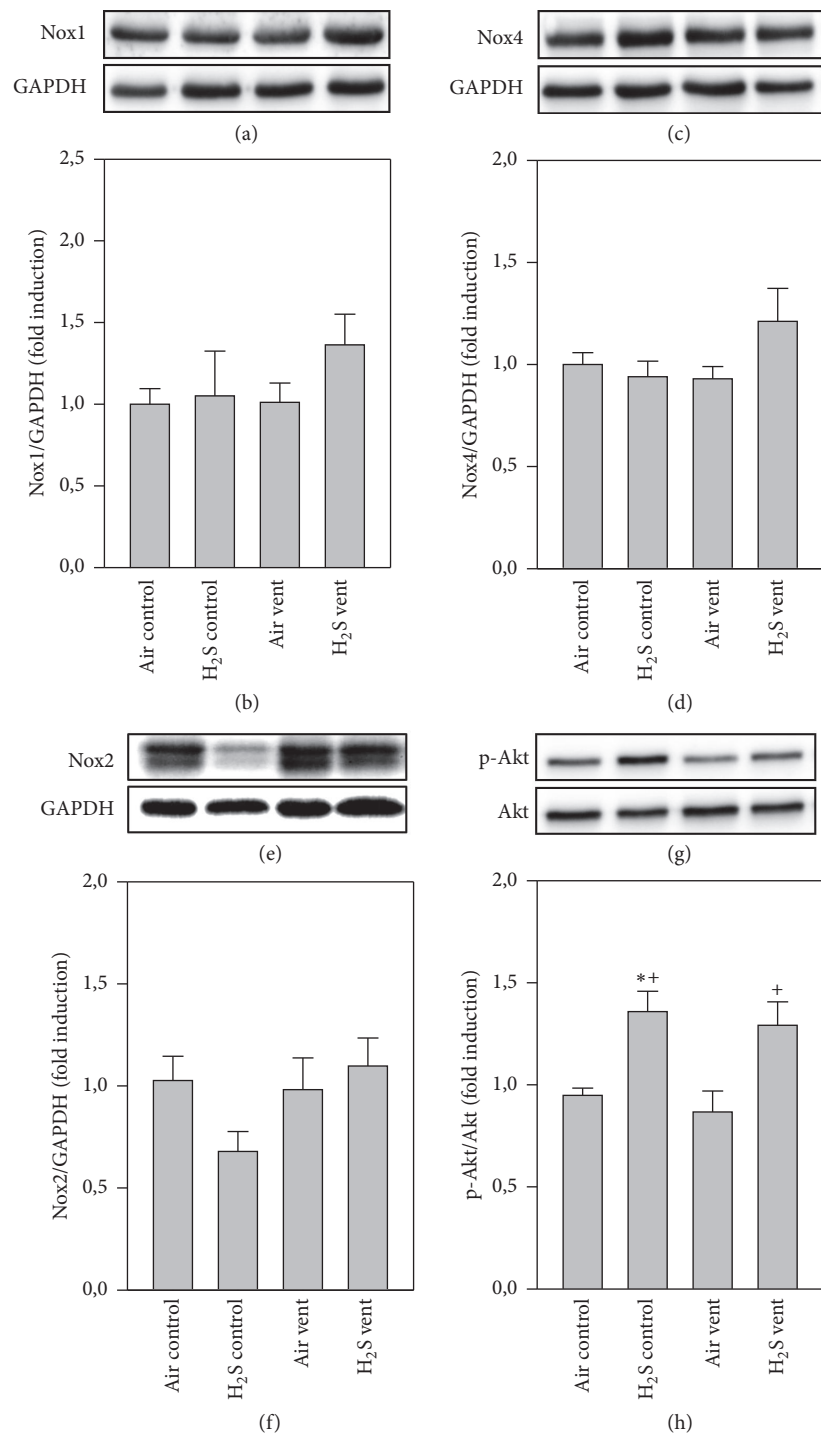 Nox1
GAPDH
(a)
2,5
2,0
1,5
1,0
0,5
0,0
Nox1/GAPDH (fold induction)
Air control
H₂S control
Air vent
H₂S vent
(b)
Nox4
GAPDH
(c)
2,0
1,5
1,0
0,5
0,0
Nox4/GAPDH (fold induction)
Air control
H₂S control
Air vent
H₂S vent
(d)
Nox2
GAPDH
(e)
2,0
1,5
1,0
0,5
0,0
Nox2/GAPDH (fold induction)
Air control
H₂S control
Air vent
H₂S vent
(f)
p-Akt
Akt
(g)
2,0
1,5
1,0
0,5
0,0
p-Akt/Akt (fold induction)
*+
+
Air control
H₂S control
Air vent
H₂S vent
(h)